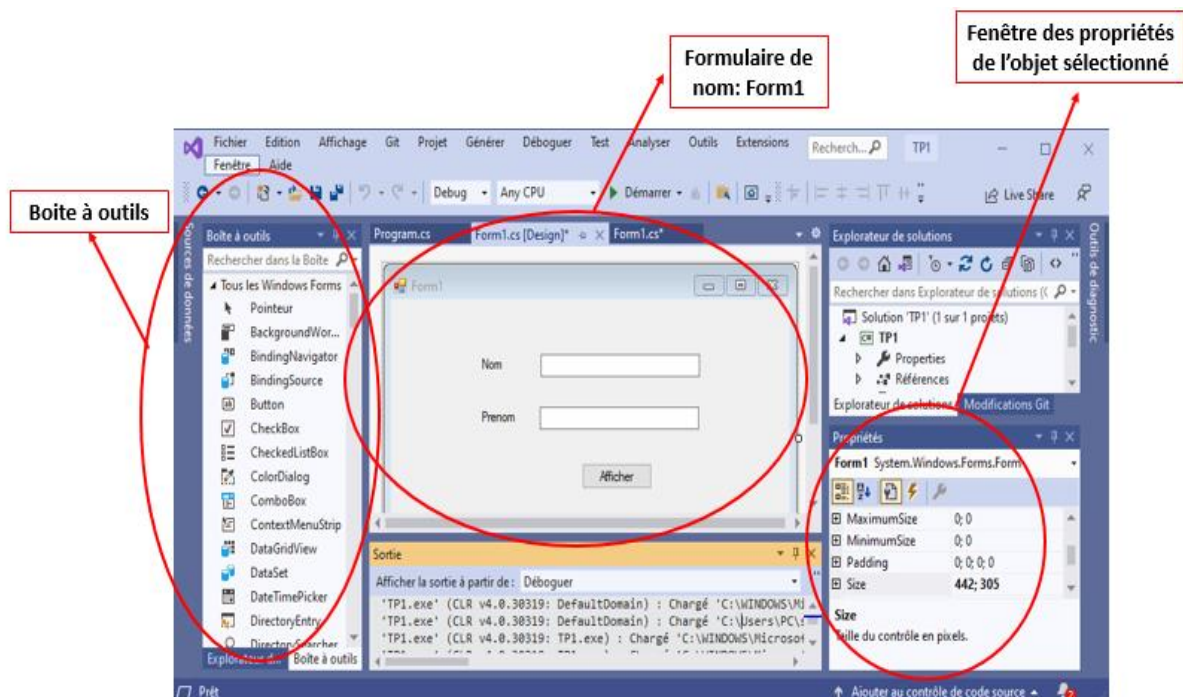 Fenêtre des propriétés
de l'objet sélectionné
Formulaire de
nom: Form1
Boite à outils
Fichier Edition Affichage Git Projet Générer Déboguer Test Analyser Outils Extensions Recherch... TP1
Fenêtre Aide
Debug Any CPU Démarrer Live Share
Sources de données
Boîte à outils
Rechercher dans la Boîte
Tous les Windows Forms
Pointeur
BackgroundWor...
BindingNavigator
BindingSource
Button
CheckBox
CheckedListBox
ColorDialog
ComboBox
ContextMenuStrip
DataGridView
DataSet
DateTimePicker
DirectoryEntry
DirectorySearcher
Explorateur d... Boîte à outils
Program.cs Form1.cs [Design]* Form1.cs*
Form1
Nom
Prenom
Afficher
Sortie
Afficher la sortie à partir de : Déboguer
'TP1.exe' (CLR v4.0.30319: DefaultDomain) : Chargé 'C:\WINDOWS\Mi
'TP1.exe' (CLR v4.0.30319: DefaultDomain) : Chargé 'C:\Users\PC\s
'TP1.exe' (CLR v4.0.30319: TP1.exe) : Chargé 'C:\WINDOWS\Microsof
Explorateur de solutions
Rechercher dans Explorateur de solutions (
Solution 'TP1' (1 sur 1 projets)
TP1
Properties
Références
Explorateur de solutions Modifications Git
Outils de diagnostic
Propriétés
Form1 System.Windows.Forms.Form
MaximumSize 0; 0
MinimumSize 0; 0
Padding 0; 0; 0; 0
Size 442; 305
Size
Taille du contrôle en pixels.
Prêt Ajouter au contrôle de code source 2